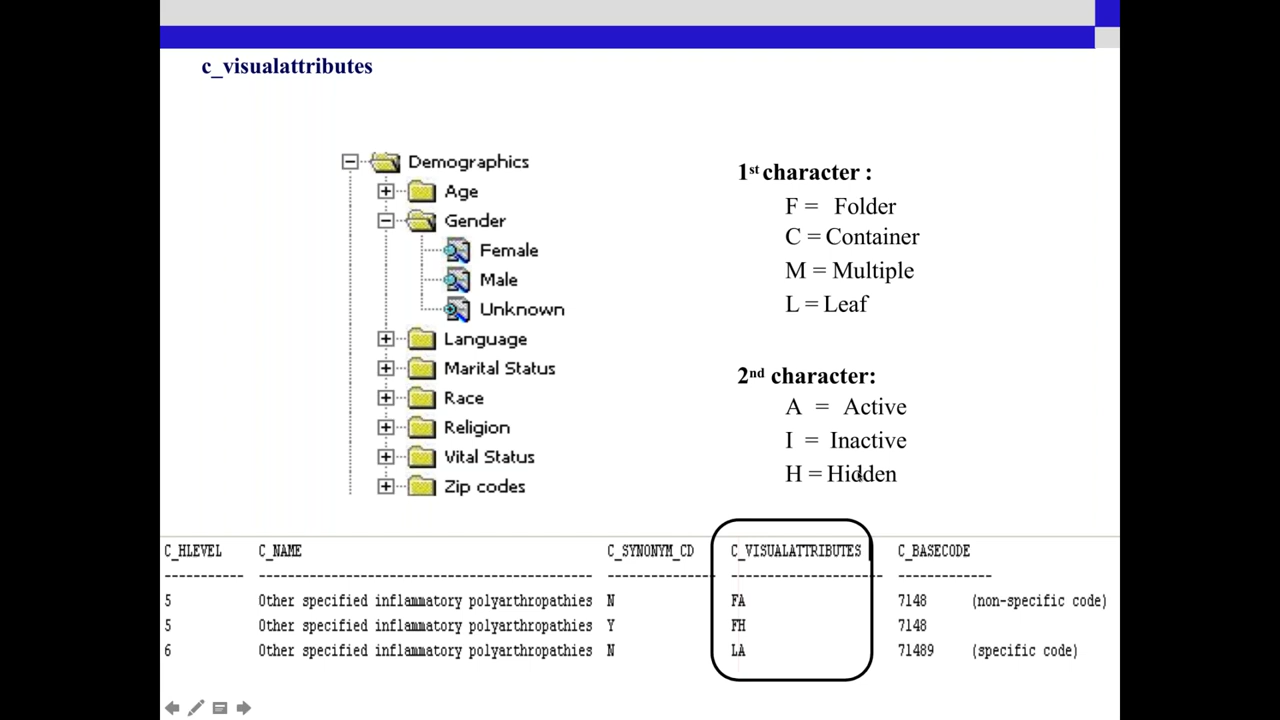 c_visualattributes
Demographics
Age
Gender
Female
Male
Unknown
Language
Marital Status
Race
Religion
Vital Status
Zip codes
1st character :
F = Folder
C = Container
M = Multiple
L = Leaf
2nd character:
A = Active
I = Inactive
H = Hidden
C_HLEVEL C_NAME C_SYNONYM_CD C_VISUALATTRIBUTES C_BASECODE
----------- ----------------------------------------------- --------------- --------------------- -------------
5 Other specified inflammatory polyarthropathies N FA 7148 (non-specific code)
5 Other specified inflammatory polyarthropathies Y FH 7148
6 Other specified inflammatory polyarthropathies N LA 71489 (specific code)